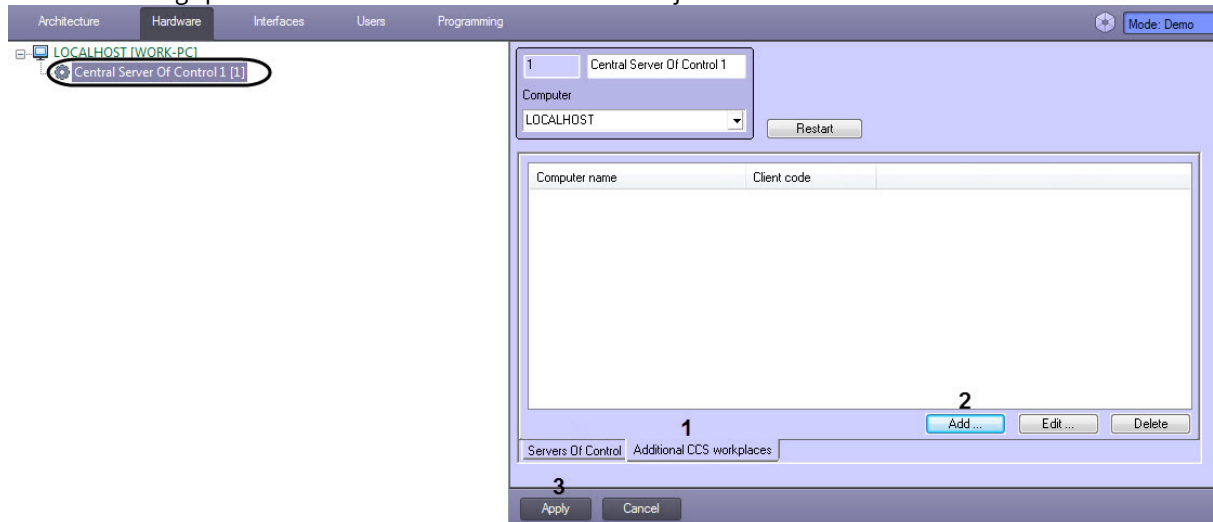 Architecture Hardware Interfaces Users Programming Mode: Demo
LOCALHOST [WORK-PC]
Central Server Of Control 1 [1]
1 Central Server Of Control 1
Computer
LOCALHOST
Restart
Computer name Client code
2
Add ... Edit ... Delete
1
Servers Of Control Additional CCS workplaces
3
Apply Cancel